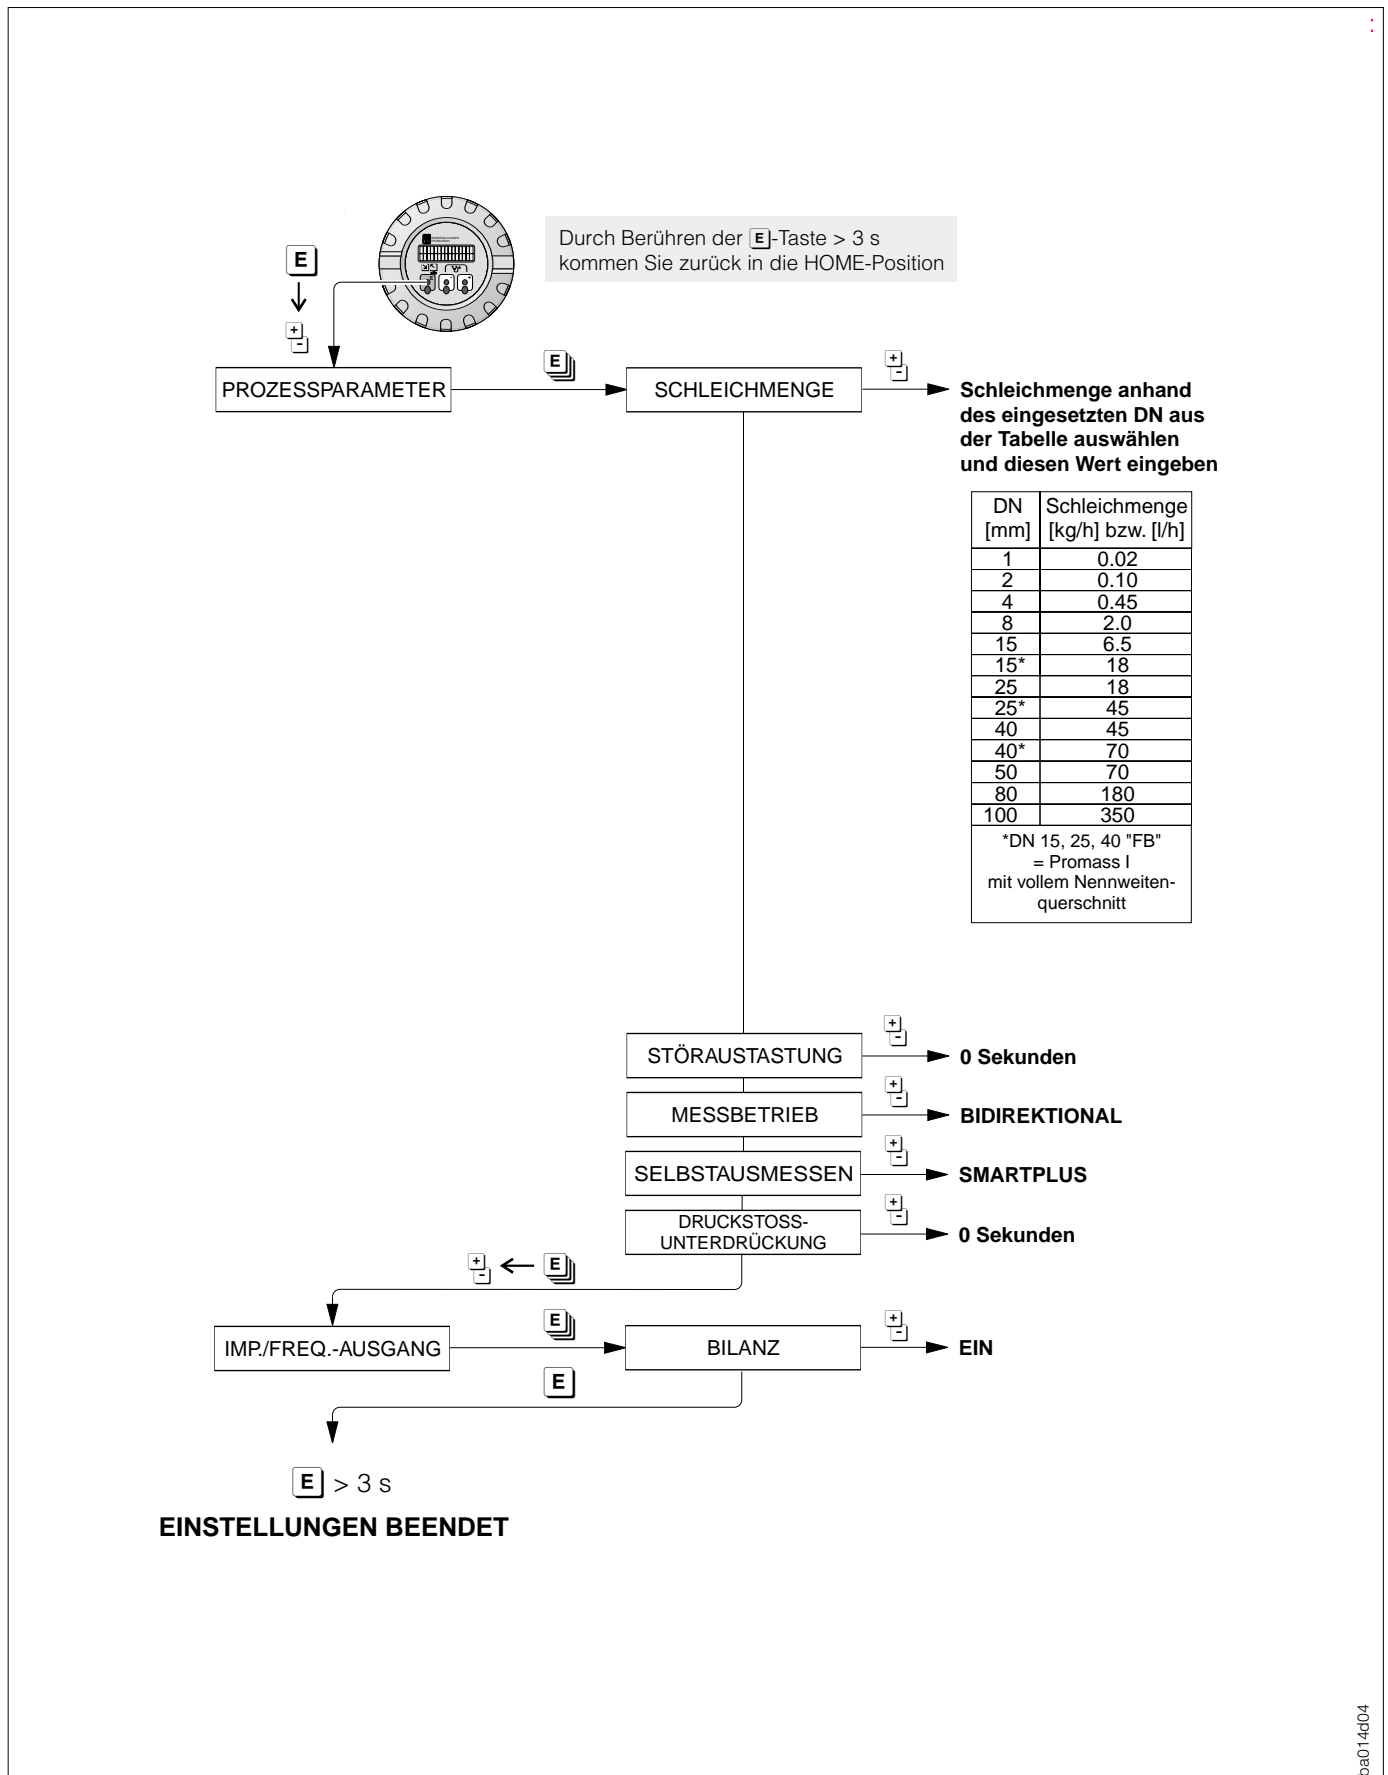 :
Durch Berühren der E-Taste > 3 s
kommen Sie zurück in die HOME-Position
E
+
-
PROZESSPARAMETER
E
SCHLEICHMENGE
+
-
Schleichmenge anhand
des eingesetzten DN aus
der Tabelle auswählen
und diesen Wert eingeben
DN Schleichmenge
[mm] [kg/h] bzw. [l/h]
1 0.02
2 0.10
4 0.45
8 2.0
15 6.5
15* 18
25 18
25* 45
40 45
40* 70
50 70
80 180
100 350
*DN 15, 25, 40 "FB"
= Promass I
mit vollem Nennweiten-
querschnitt
STÖRAUSTASTUNG
+
-
0 Sekunden
MESSBETRIEB
+
-
BIDIREKTIONAL
SELBSTAUSMESSEN
+
-
SMARTPLUS
DRUCKSTOSS-
UNTERDRÜCKUNG
+
-
0 Sekunden
+
-
E
IMP./FREQ.-AUSGANG
E
BILANZ
+
-
EIN
E
E > 3 s
EINSTELLUNGEN BEENDET
ba014d04